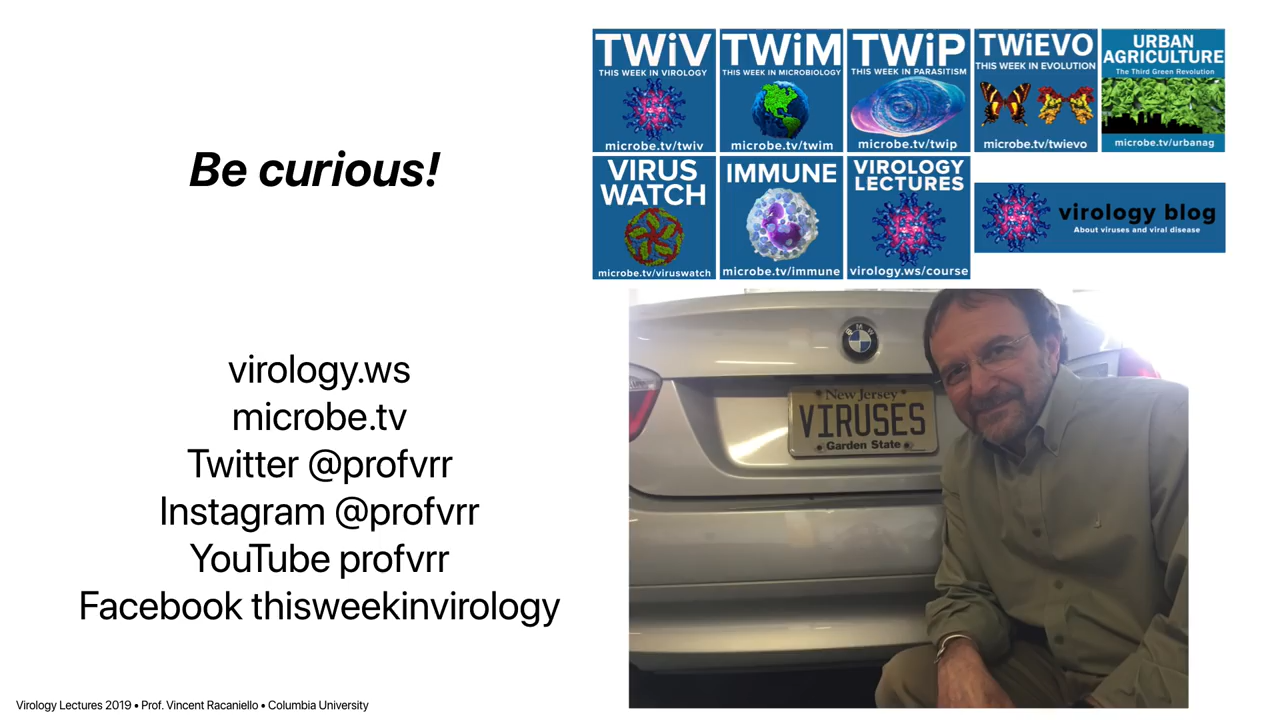 Be curious!
virology.ws
microbe.tv
Twitter @profvrr
Instagram @profvrr
YouTube profvrr
Facebook thisweekinvirology
TWiV
THIS WEEK IN VIROLOGY
microbe.tv/twiv
TWiM
THIS WEEK IN MICROBIOLOGY
microbe.tv/twim
TWiP
THIS WEEK IN PARASITISM
microbe.tv/twip
TWiEVO
THIS WEEK IN EVOLUTION
microbe.tv/twievo
URBAN
AGRICULTURE
The Third Green Revolution
microbe.tv/urbanag
VIRUS
WATCH
microbe.tv/viruswatch
IMMUNE
microbe.tv/immune
VIROLOGY
LECTURES
virology.ws/course
virology blog
About viruses and viral disease
BMW
New Jersey
VIRUSES
Garden State
Virology Lectures 2019 • Prof. Vincent Racaniello • Columbia University